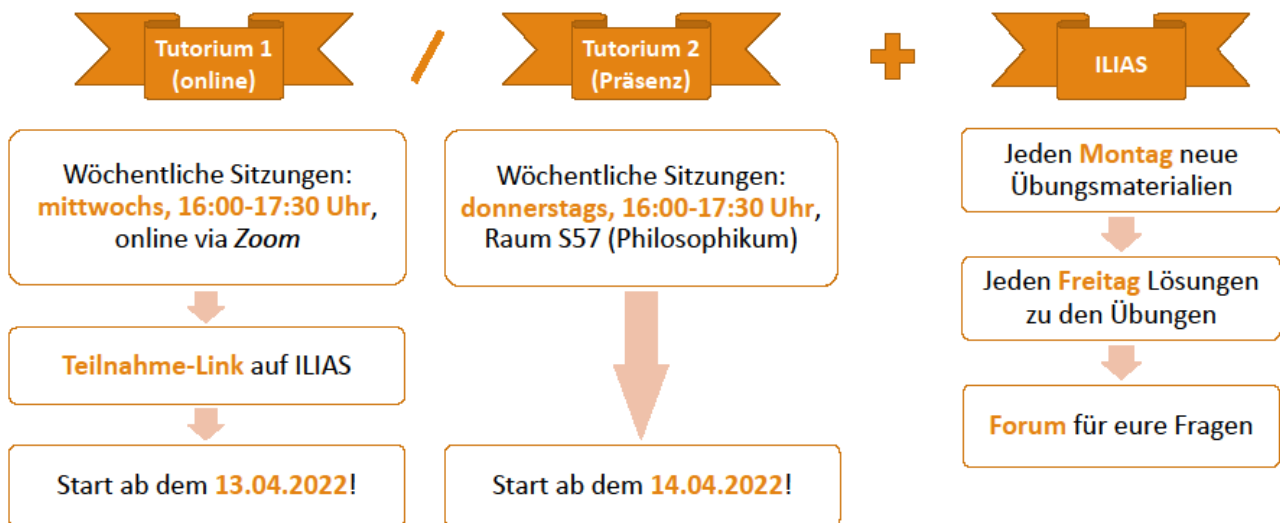 Tutorium 1
(online)
/
Tutorium 2
(Präsenz)
ILIAS
Wöchentliche Sitzungen:
mittwochs, 16:00-17:30 Uhr,
online via Zoom
Teilnahme-Link auf ILIAS
Start ab dem 13.04.2022!
Wöchentliche Sitzungen:
donnerstags, 16:00-17:30 Uhr,
Raum S57 (Philosophikum)
Start ab dem 14.04.2022!
Jeden Montag neue
Übungsmaterialien
Jeden Freitag Lösungen
zu den Übungen
Forum für eure Fragen